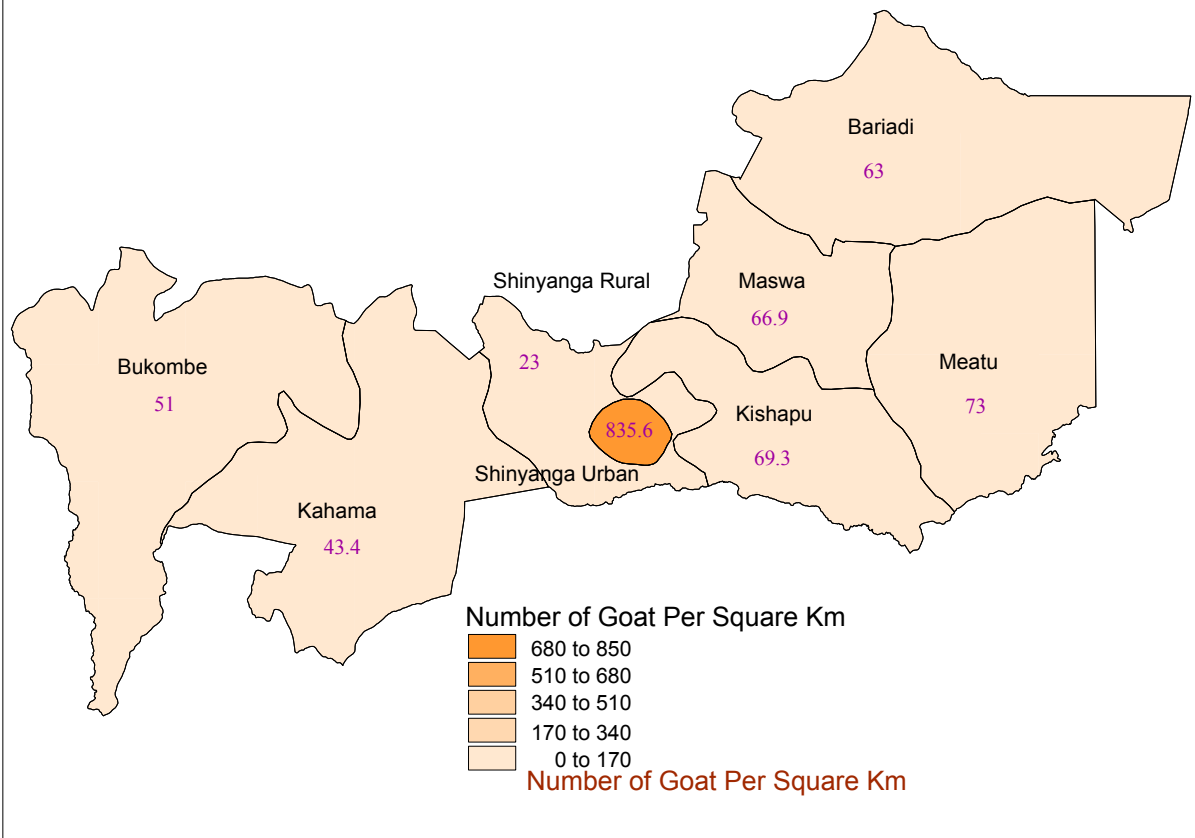 Bariadi
63
Shinyanga Rural
Maswa
66.9
23
Bukombe
51
Meatu
73
Kishapu
69.3
835.6
Shinyanga Urban
Kahama
43.4
Number of Goat Per Square Km
680 to 850
510 to 680
340 to 510
170 to 340
0 to 170
Number of Goat Per Square Km